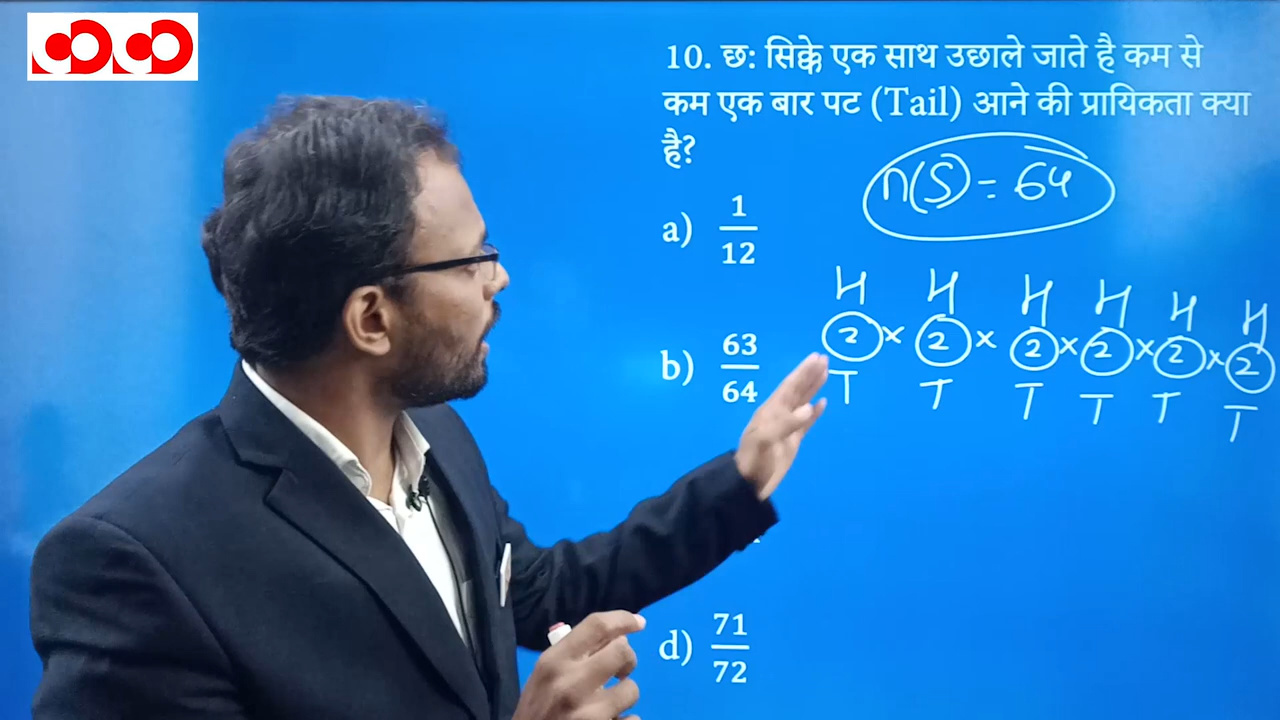 10. छ: सिक्के एक साथ उछाले जाते है कम से
कम एक बार पट (Tail) आने की प्रायिकता क्या
है?
n(S) = 64
a) 1/12
H H H H H H
2 × 2 × 2 × 2 × 2 × 2
T T T T T T
b) 63/64
d) 71/72